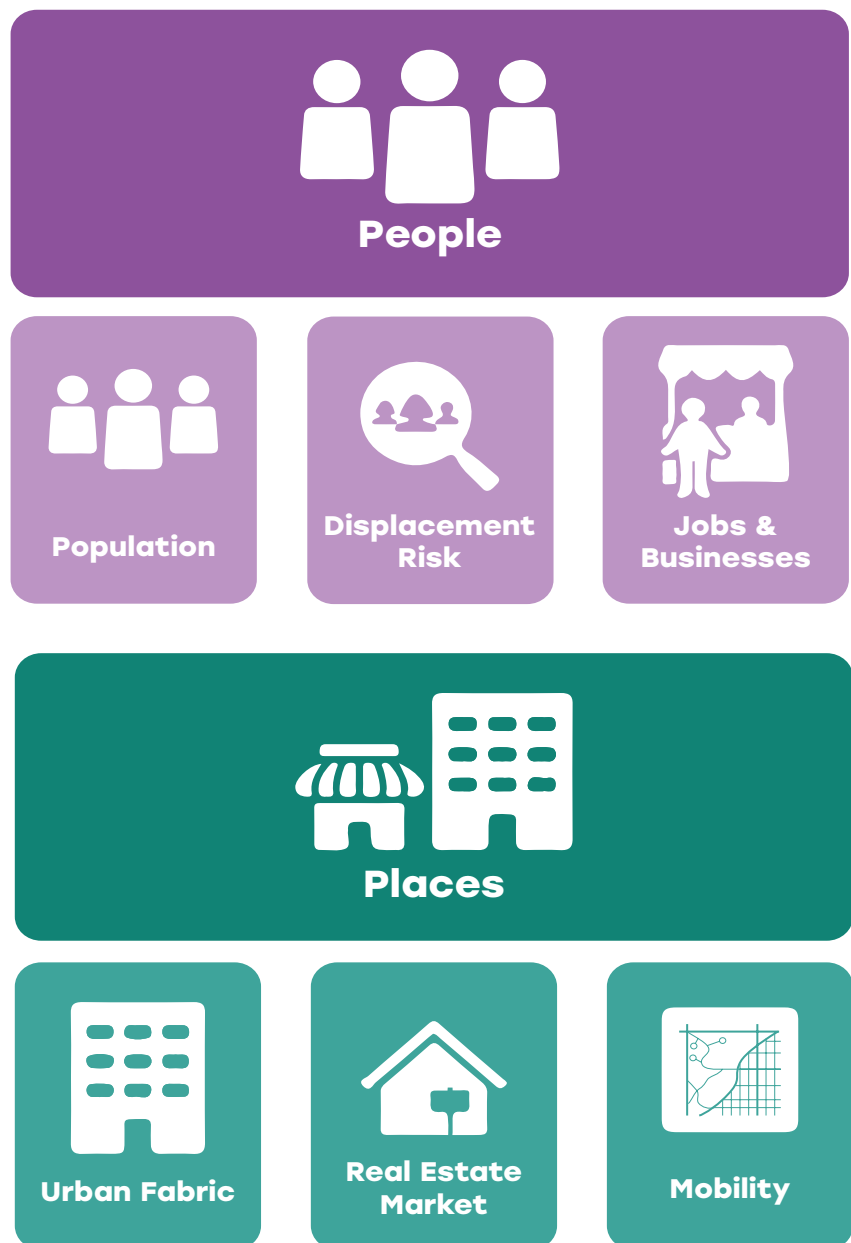 People
Population
Displacement
Risk
Jobs &
Businesses
Places
Urban Fabric
Real Estate
Market
Mobility